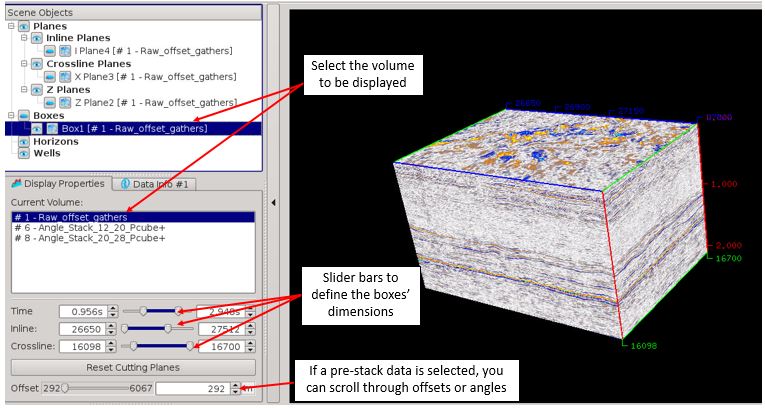 Scene Objects
Planes
Inline Planes
I Plane4 [# 1 - Raw_offset_gathers]
Crossline Planes
X Plane3 [# 1 - Raw_offset_gathers]
Z Planes
Z Plane2 [# 1 - Raw_offset_gathers]
Boxes
Box1 [# 1 - Raw_offset_gathers]
Horizons
Wells
Display Properties
Data Info #1
Current Volume:
# 1 - Raw_offset_gathers
# 6 - Angle_Stack_12_20_Pcube+
# 8 - Angle_Stack_20_28_Pcube+
Time 0.956s 2.948s
Inline: 26650 27512
Crossline: 16098 16700
Reset Cutting Planes
Offset 292 6067 292 m
Select the volume
to be displayed
Slider bars to
define the boxes’
dimensions
If a pre-stack data is selected, you
can scroll through offsets or angles
26650 26900 27150
1,000
2,000
16700
16098